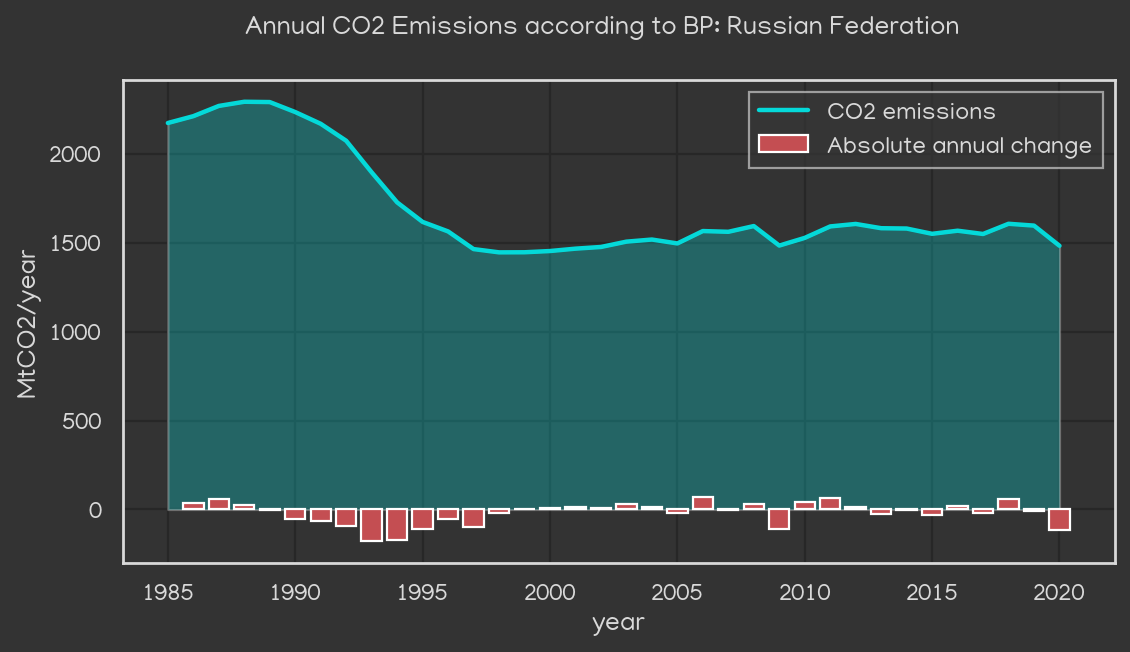 Annual CO2 Emissions according to BP: Russian Federation
CO2 emissions
Absolute annual change
MtCO2/year
2000
1500
1000
500
0
1985 1990 1995 2000 2005 2010 2015 2020
year